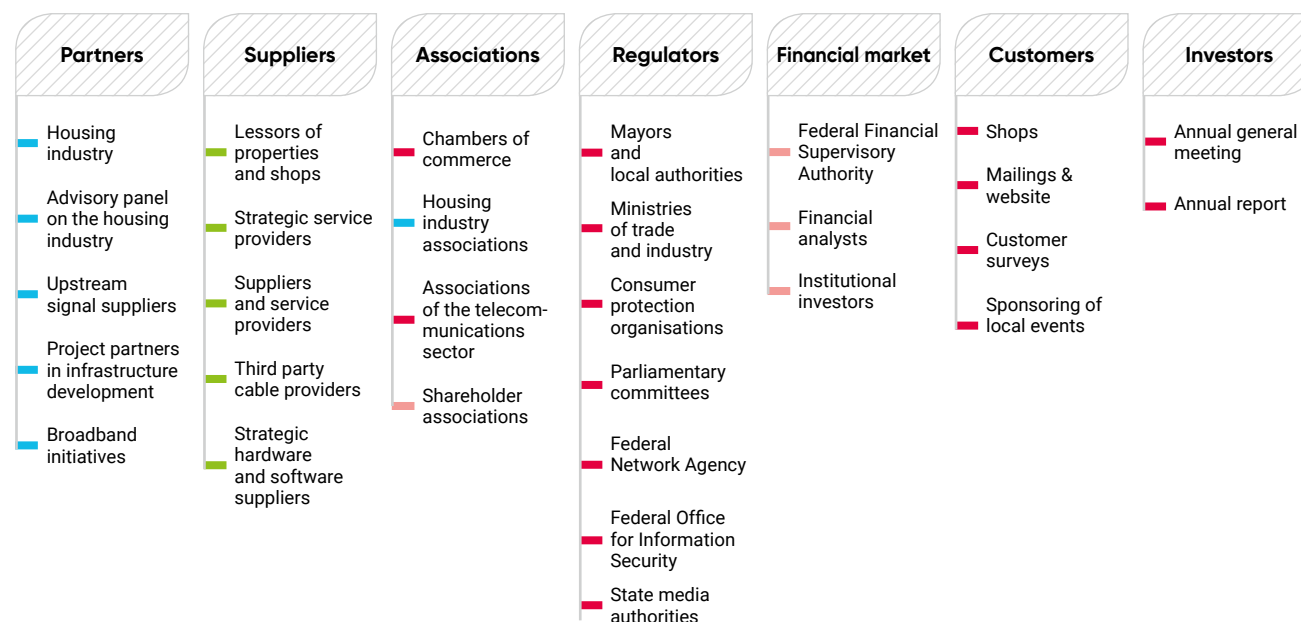 Partners
Housing
industry
Advisory panel
on the housing
industry
Upstream
signal suppliers
Project partners
in infrastructure
development
Broadband
initiatives
Suppliers
Lessors of
properties
and shops
Strategic service
providers
Suppliers
and service
providers
Third party
cable providers
Strategic
hardware
and software
suppliers
Associations
Chambers of
commerce
Housing
industry
associations
Associations
of the telecom-
munications
sector
Shareholder
associations
Regulators
Mayors
and
local authorities
Ministries
of trade
and industry
Consumer
protection
organisations
Parliamentary
committees
Federal
Network Agency
Federal Office
for Information
Security
State media
authorities
Financial market
Federal Financial
Supervisory
Authority
Financial
analysts
Institutional
investors
Customers
Shops
Mailings &
website
Customer
surveys
Sponsoring of
local events
Investors
Annual general
meeting
Annual report